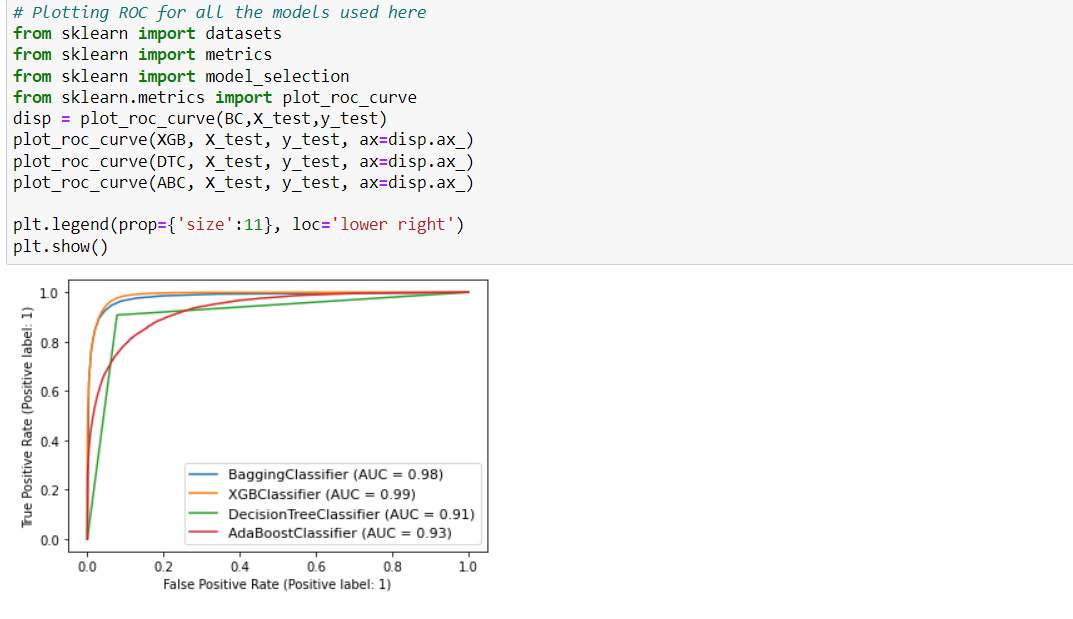 # Plotting ROC for all the models used here
from sklearn import datasets
from sklearn import metrics
from sklearn import model_selection
from sklearn.metrics import plot_roc_curve
disp = plot_roc_curve(BC,X_test,y_test)
plot_roc_curve(XGB, X_test, y_test, ax=disp.ax_)
plot_roc_curve(DTC, X_test, y_test, ax=disp.ax_)
plot_roc_curve(ABC, X_test, y_test, ax=disp.ax_)
plt.legend(prop={'size':11}, loc='lower right')
plt.show()
True Positive Rate (Positive label: 1)
1.0
0.8
0.6
0.4
0.2
0.0
BaggingClassifier (AUC = 0.98)
XGBClassifier (AUC = 0.99)
DecisionTreeClassifier (AUC = 0.91)
AdaBoostClassifier (AUC = 0.93)
0.0 0.2 0.4 0.6 0.8 1.0
False Positive Rate (Positive label: 1)